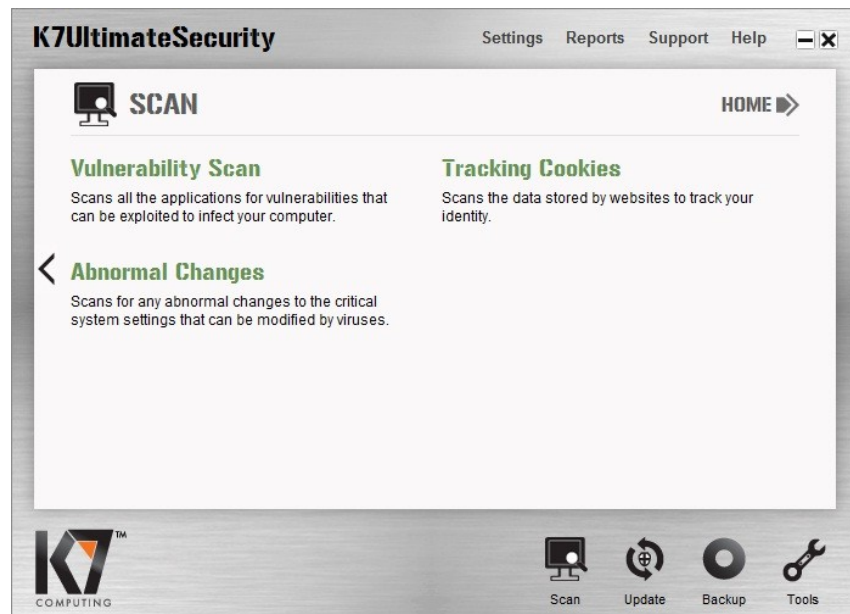 K7UltimateSecurity
Settings Reports Support Help
SCAN
HOME
Vulnerability Scan
Scans all the applications for vulnerabilities that
can be exploited to infect your computer.
Tracking Cookies
Scans the data stored by websites to track your
identity.
Abnormal Changes
Scans for any abnormal changes to the critical
system settings that can be modified by viruses.
K7 TM
COMPUTING
Scan Update Backup Tools